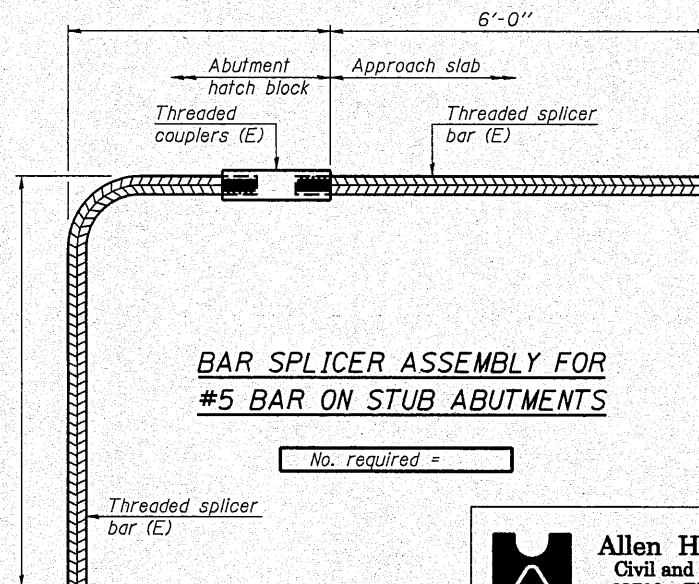 6'-0"
Abutment
hatch block
Approach slab
Threaded
couplers (E)
Threaded splicer
bar (E)
BAR SPLICER ASSEMBLY FOR
#5 BAR ON STUB ABUTMENTS
No. required =
Threaded splicer
bar (E)
Allen H
Civil and